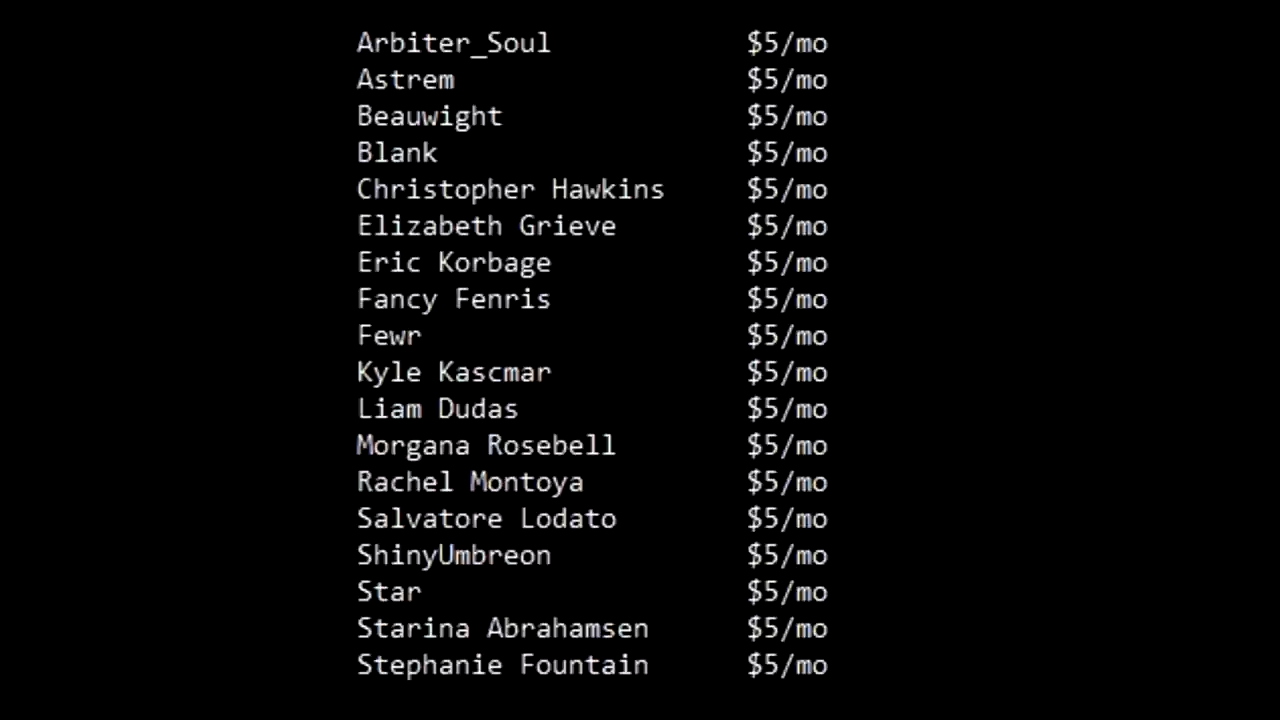 Arbiter_Soul $5/mo
Astrem $5/mo
Beauwight $5/mo
Blank $5/mo
Christopher Hawkins $5/mo
Elizabeth Grieve $5/mo
Eric Korbage $5/mo
Fancy Fenris $5/mo
Fewr $5/mo
Kyle Kascmar $5/mo
Liam Dudas $5/mo
Morgana Rosebell $5/mo
Rachel Montoya $5/mo
Salvatore Lodato $5/mo
ShinyUmbreon $5/mo
Star $5/mo
Starina Abrahamsen $5/mo
Stephanie Fountain $5/mo